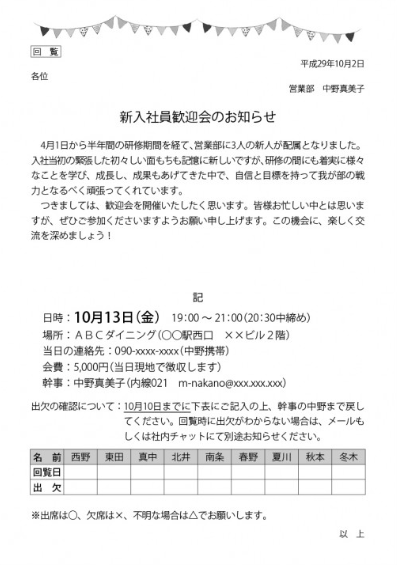 回　覧
平成29年10月2日
各位
営業部　中野真美子
新入社員歓迎会のお知らせ
4月1日から半年間の研修期間を経て、営業部に3人の新人が配属となりました。
入社当初の緊張した初々しい面もちも記憶に新しいですが、研修の間にも着実に様々
なことを学び、成長し、成果もあげてきた中で、自信と目標を持って我が部の戦
力となるべく頑張ってくれています。
つきましては、歓迎会を開催いたしたく思います。皆様お忙しい中とは思いま
すが、ぜひご参加くださいますようお願い申し上げます。この機会に、楽しく交
流を深めましょう！
記
日時：10月13日（金）　19：00～21：00（20：30中締め）
場所：ＡＢＣダイニング（〇〇駅西口　××ビル２階）
当日の連絡先：090-xxxx-xxxx（中野携帯）
会費：5,000円（当日現地で徴収します）
幹事：中野真美子（内線021　m-nakano@xxx.xxx.xxx）
出欠の確認について：10月10日までに下表にご記入の上、幹事の中野まで戻し
てください。回覧時に出欠がわからない場合は、メールも
しくは社内チャットにて別途お知らせください。
名　前　西野　東田　真中　北井　南条　春野　夏川　秋本　冬木
回覧日
出　欠
※出席は〇、欠席は×、不明な場合は△でお願いします。
以　上